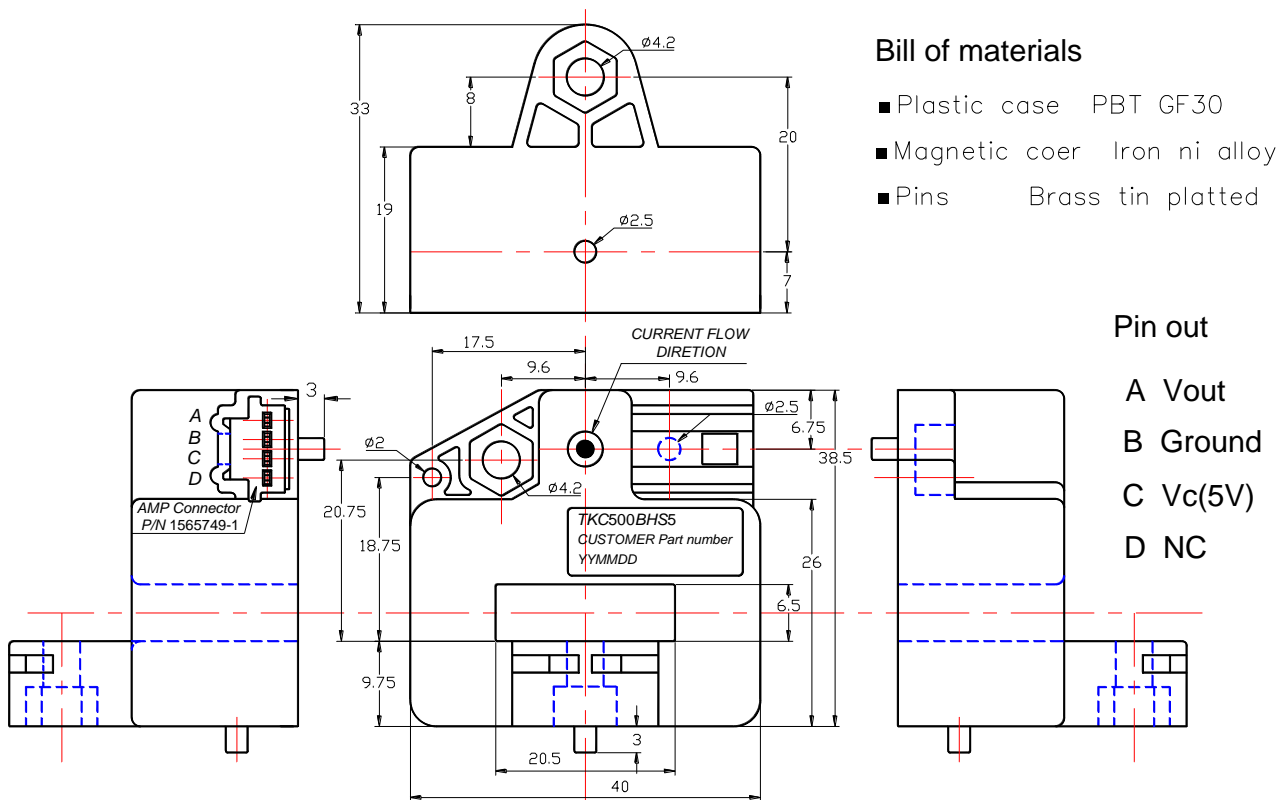 Ø4.2
8
33
20
19
Ø2.5
7
Bill of materials
■ Plastic case PBT GF30
■ Magnetic coer Iron ni alloy
■ Pins Brass tin platted
Pin out
A Vout
B Ground
C Vc(5V)
D NC
3
A
B
C
D
AMP Connector
P/N 1565749-1
17.5
CURRENT FLOW
DIRETION
9.6
9.6
Ø2.5
6.75
38.5
Ø2
Ø4.2
20.75
18.75
TKC500BHS5
CUSTOMER Part number
YYMMDD
26
6.5
9.75
3
20.5
40